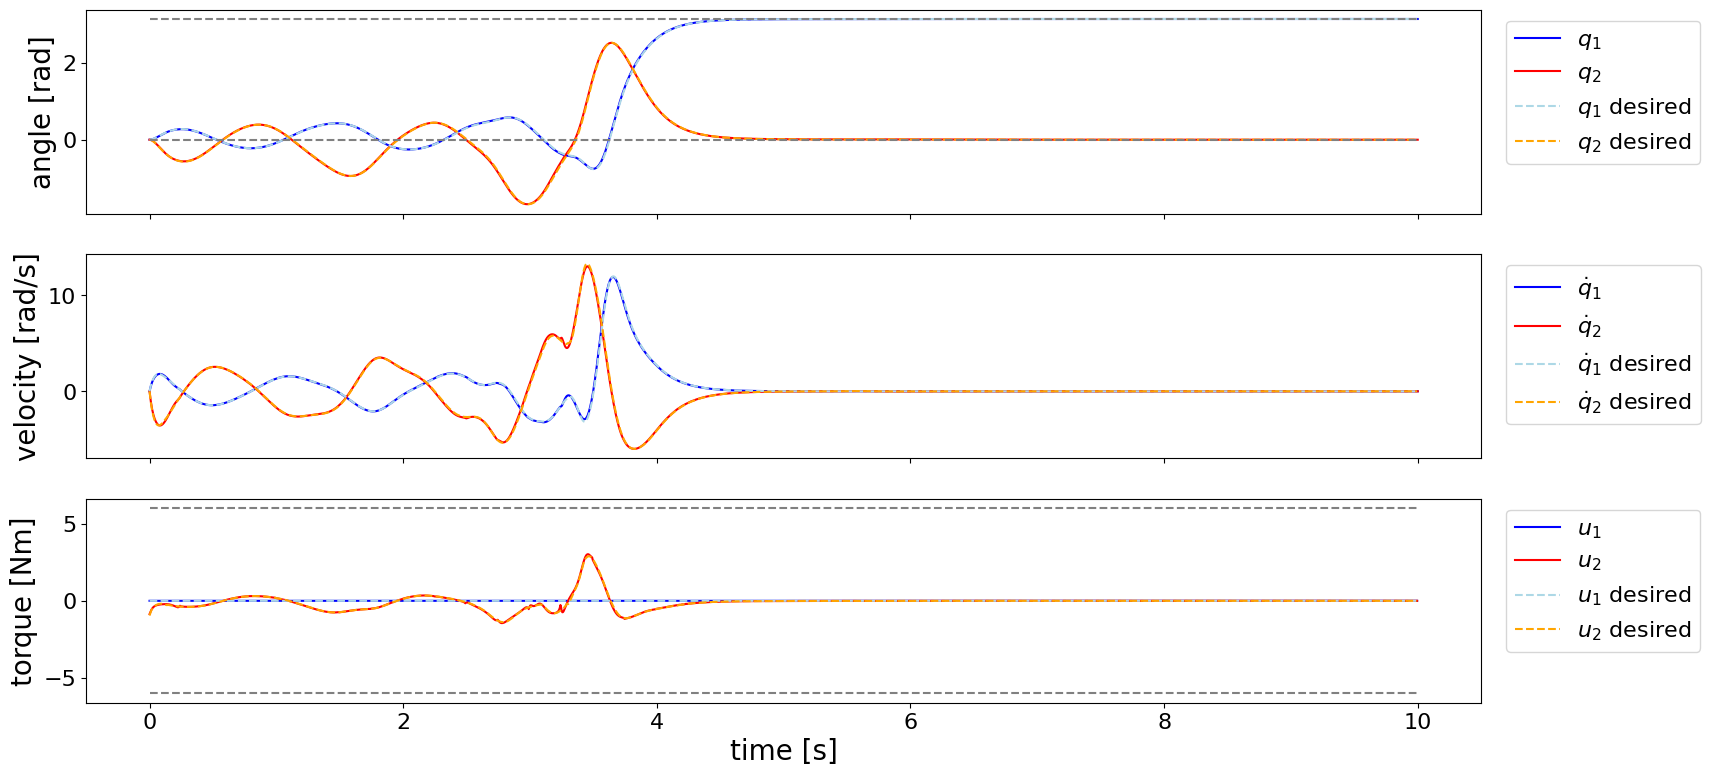 angle [rad]
2
0
q₁
q₂
q₁ desired
q₂ desired
velocity [rad/s]
10
0
q̇₁
q̇₂
q̇₁ desired
q̇₂ desired
torque [Nm]
5
0
−5
u₁
u₂
u₁ desired
u₂ desired
0 2 4 6 8 10
time [s]